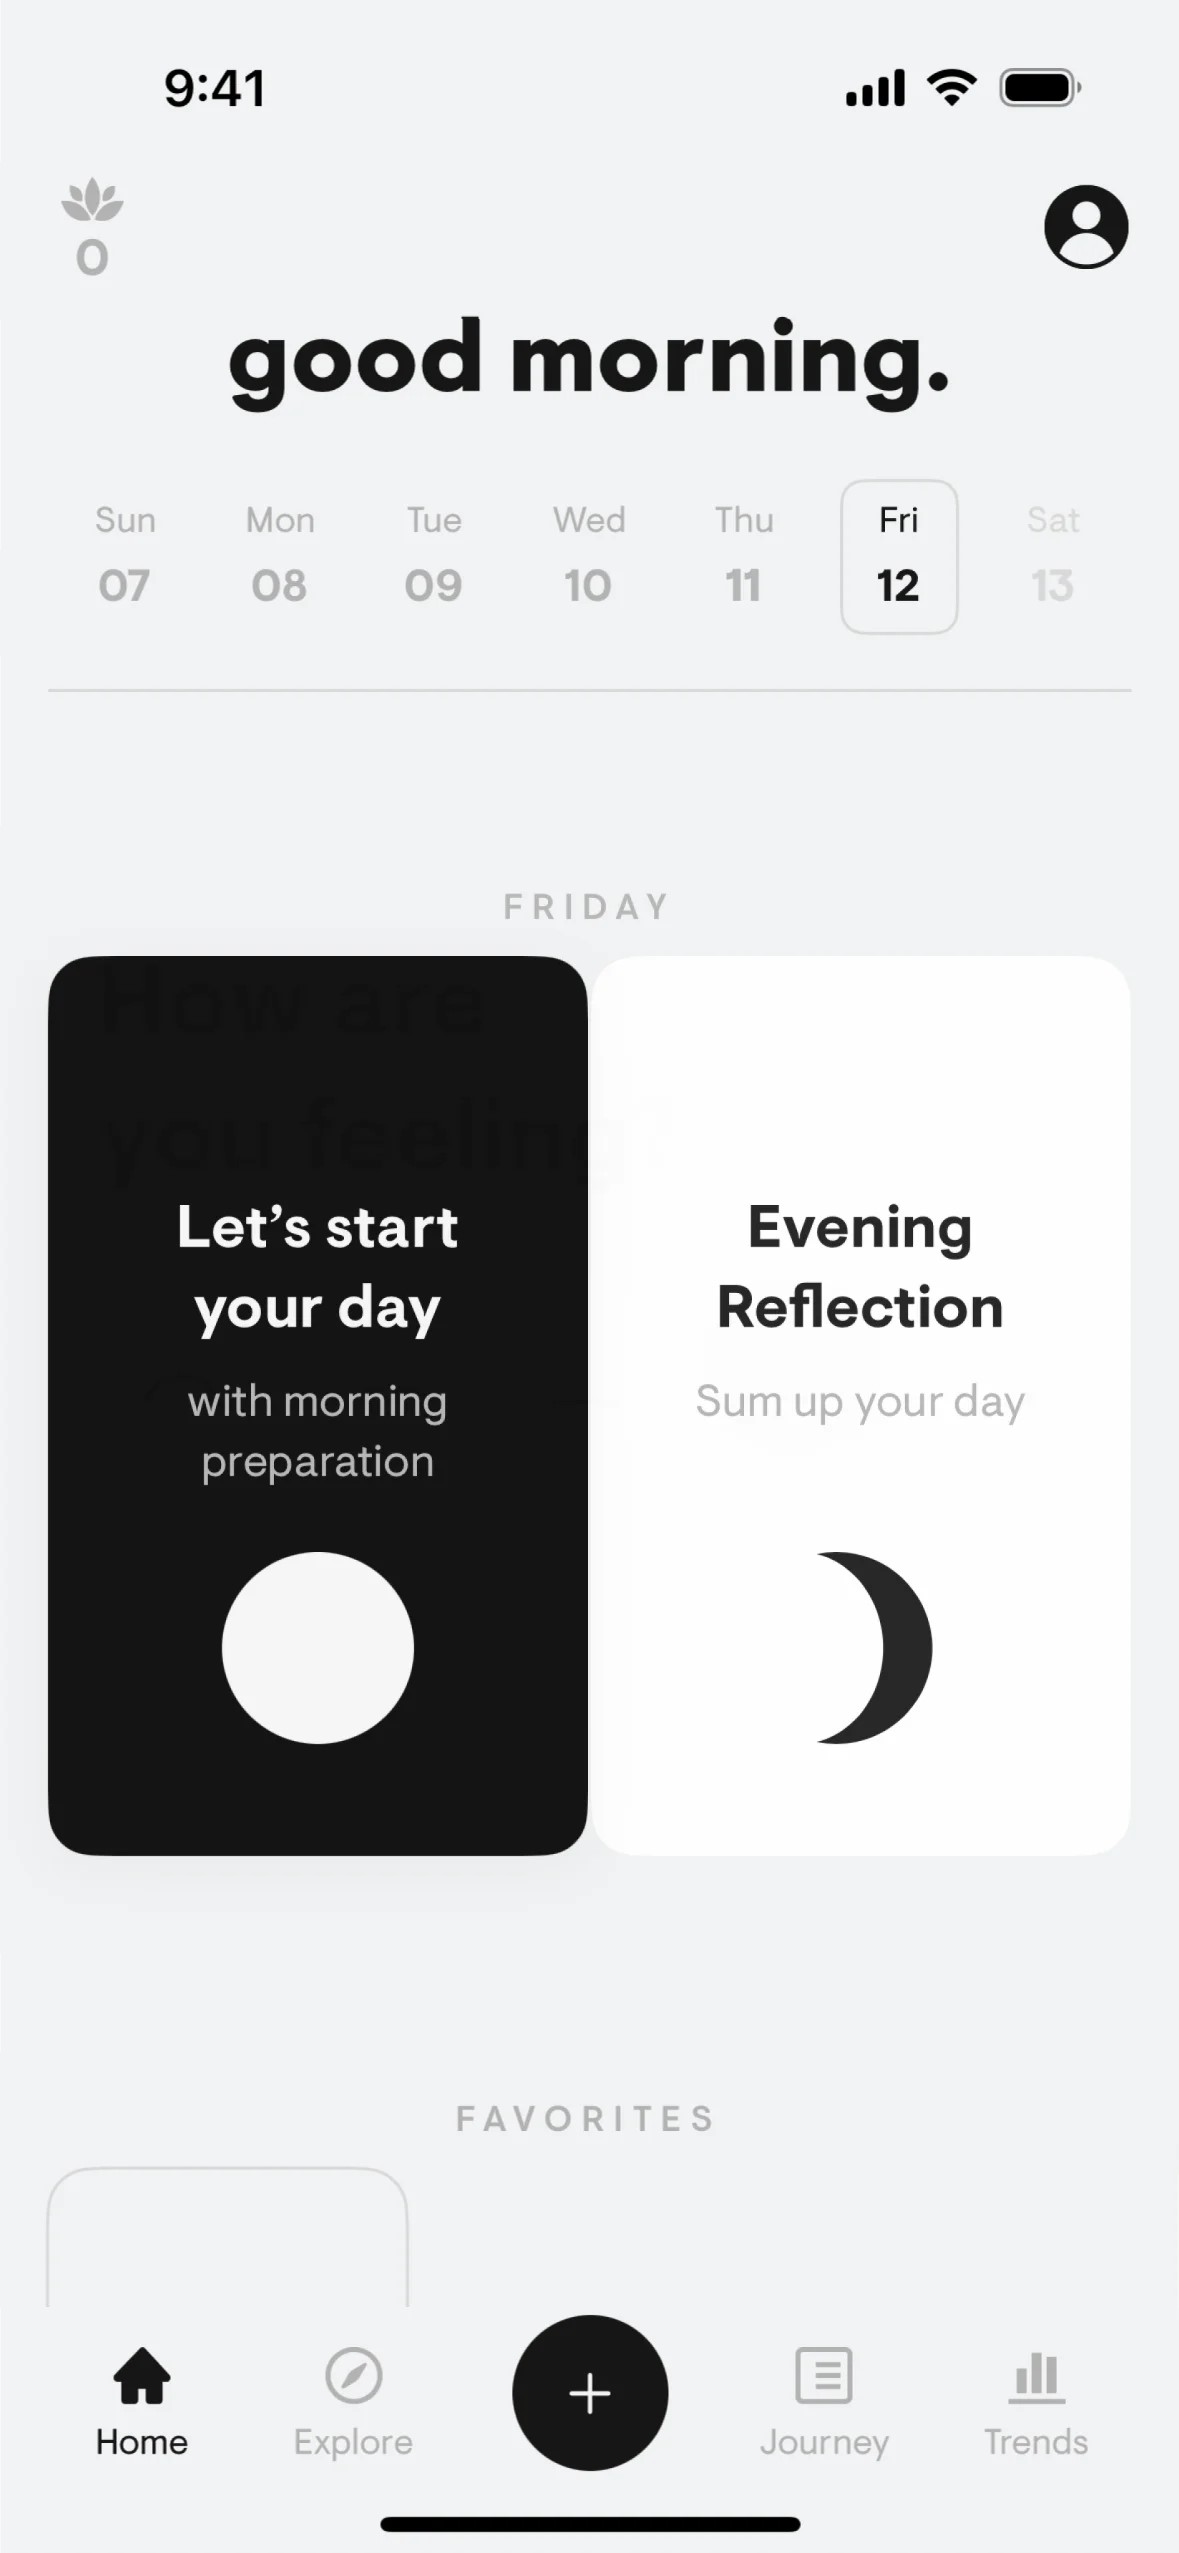 9:41
0
good morning.
Sun Mon Tue Wed Thu Fri Sat
07 08 09 10 11 12 13
FRIDAY
How are
you feeling?
Let’s start
your day
with morning
preparation
Evening
Reflection
Sum up your day
FAVORITES
Home Explore Journey Trends